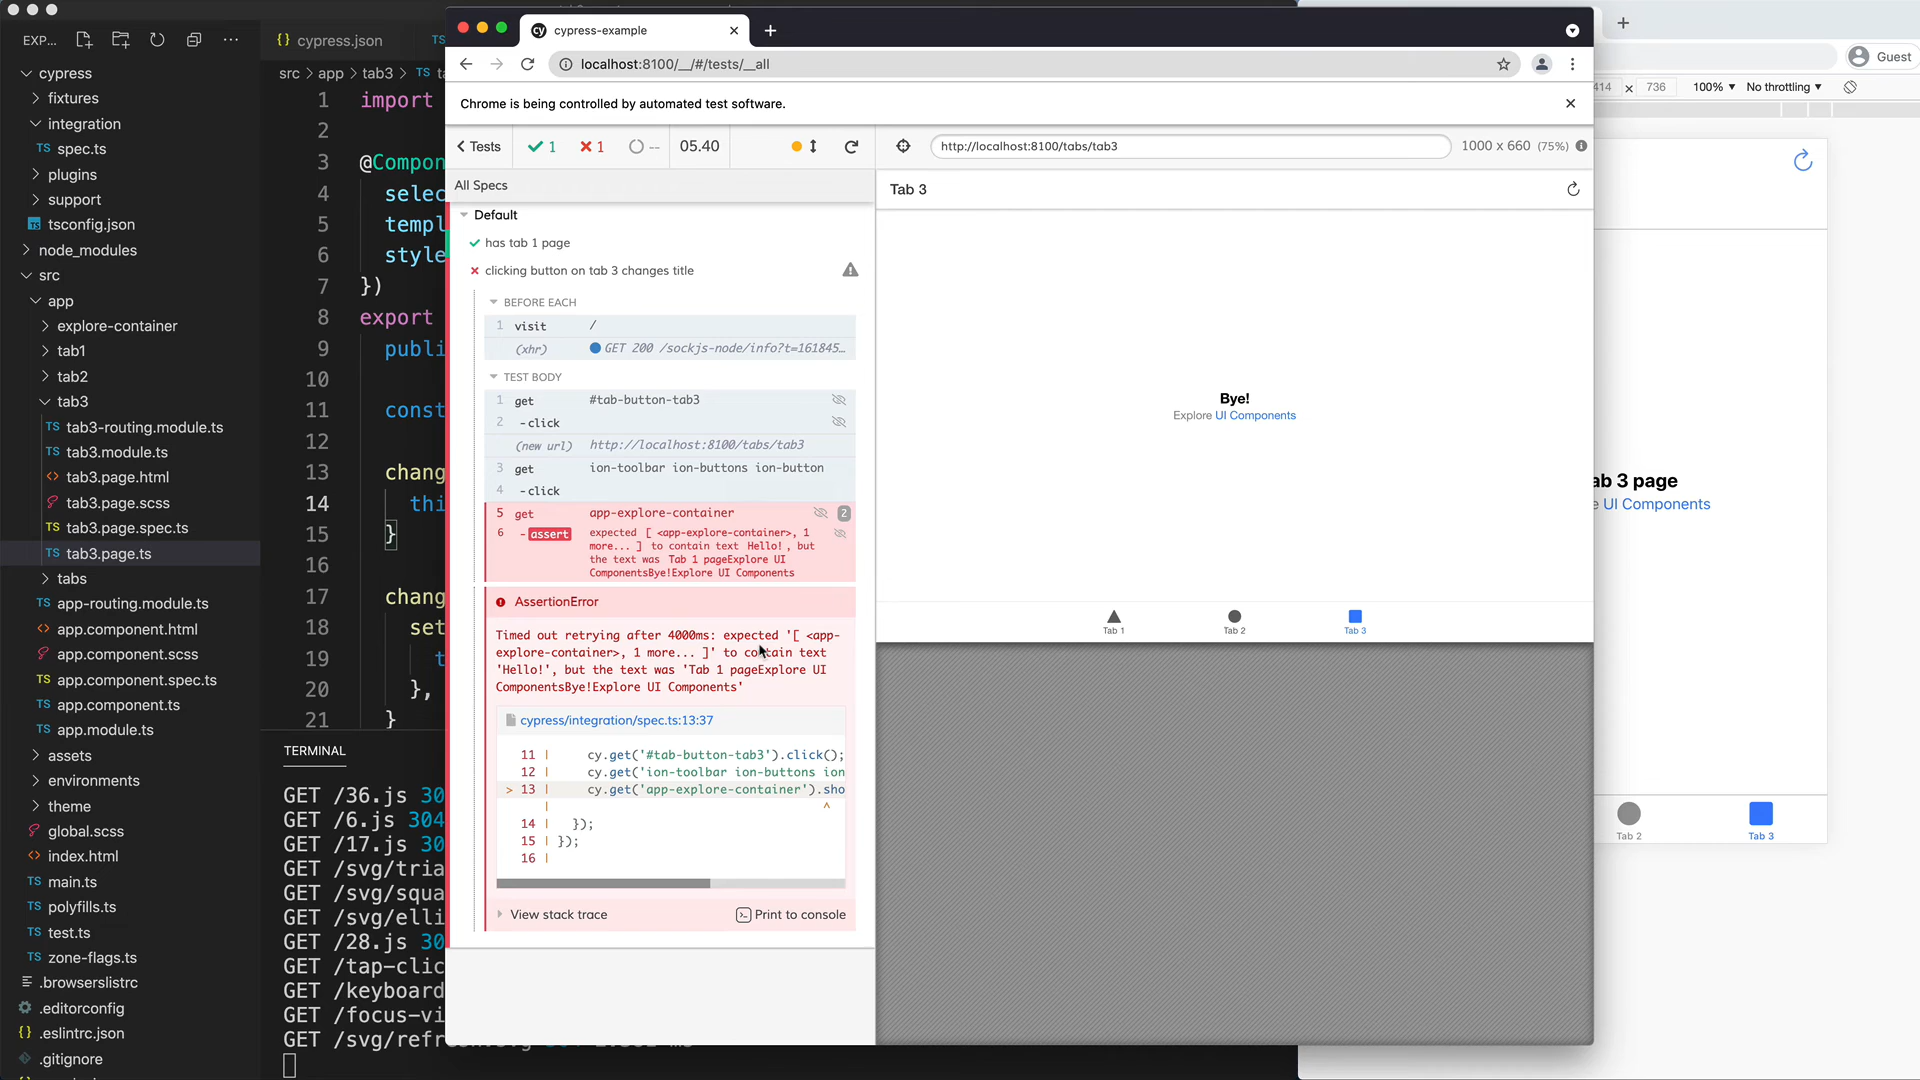 EXP...
cypress
fixtures
integration
TS spec.ts
plugins
support
tsconfig.json
node_modules
src
app
explore-container
tab1
tab2
tab3
TS tab3-routing.module.ts
TS tab3.module.ts
<> tab3.page.html
tab3.page.scss
TS tab3.page.spec.ts
TS tab3.page.ts
tabs
TS app-routing.module.ts
<> app.component.html
app.component.scss
TS app.component.spec.ts
TS app.component.ts
TS app.module.ts
assets
environments
theme
global.scss
<> index.html
TS main.ts
TS polyfills.ts
TS test.ts
TS zone-flags.ts
.browserslistrc
.editorconfig
{} .eslintrc.json
.gitignore
{} cypress.json
TS
src > app > tab3 > TS
1 import
2
3 @Compon
4 selec
5 templ
6 style
7 })
8 export
9 publi
10
11 const
12
13 chang
14 thi
15 }
16
17 chang
18 set
19 t
20 },
21 }
TERMINAL
GET /36.js 30
GET /6.js 304
GET /17.js 30
GET /svg/tria
GET /svg/squa
GET /svg/elli
GET /28.js 30
GET /tap-clic
GET /keyboard
GET /focus-vi
GET /svg/refr
cy cypress-example
localhost:8100/__/#/tests/__all
Chrome is being controlled by automated test software.
< Tests
1
1
--
05.40
http://localhost:8100/tabs/tab3
1000 x 660 (75%)
All Specs
Default
has tab 1 page
clicking button on tab 3 changes title
BEFORE EACH
1 visit /
(xhr) GET 200 /sockjs-node/info?t=161845...
TEST BODY
1 get #tab-button-tab3
2 -click
(new url) http://localhost:8100/tabs/tab3
3 get ion-toolbar ion-buttons ion-button
4 -click
5 get app-explore-container 2
6 -assert expected [ <app-explore-container>, 1
more... ] to contain text Hello!, but
the text was Tab 1 pageExplore UI
ComponentsBye!Explore UI Components
AssertionError
Timed out retrying after 4000ms: expected '[ <app-
explore-container>, 1 more... ]' to contain text
'Hello!', but the text was 'Tab 1 pageExplore UI
ComponentsBye!Explore UI Components'
cypress/integration/spec.ts:13:37
11 | cy.get('#tab-button-tab3').click();
12 | cy.get('ion-toolbar ion-buttons ion
> 13 | cy.get('app-explore-container').sho
| ^
14 | });
15 | });
16 |
View stack trace
Print to console
Tab 3
Bye!
Explore UI Components
Tab 1
Tab 2
Tab 3
Guest
414 × 736
100%
No throttling
ab 3 page
e UI Components
Tab 2
Tab 3